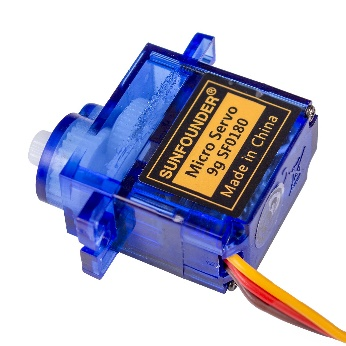 SUNFOUNDER®
Micro Servo
9g SF0180
Made in China